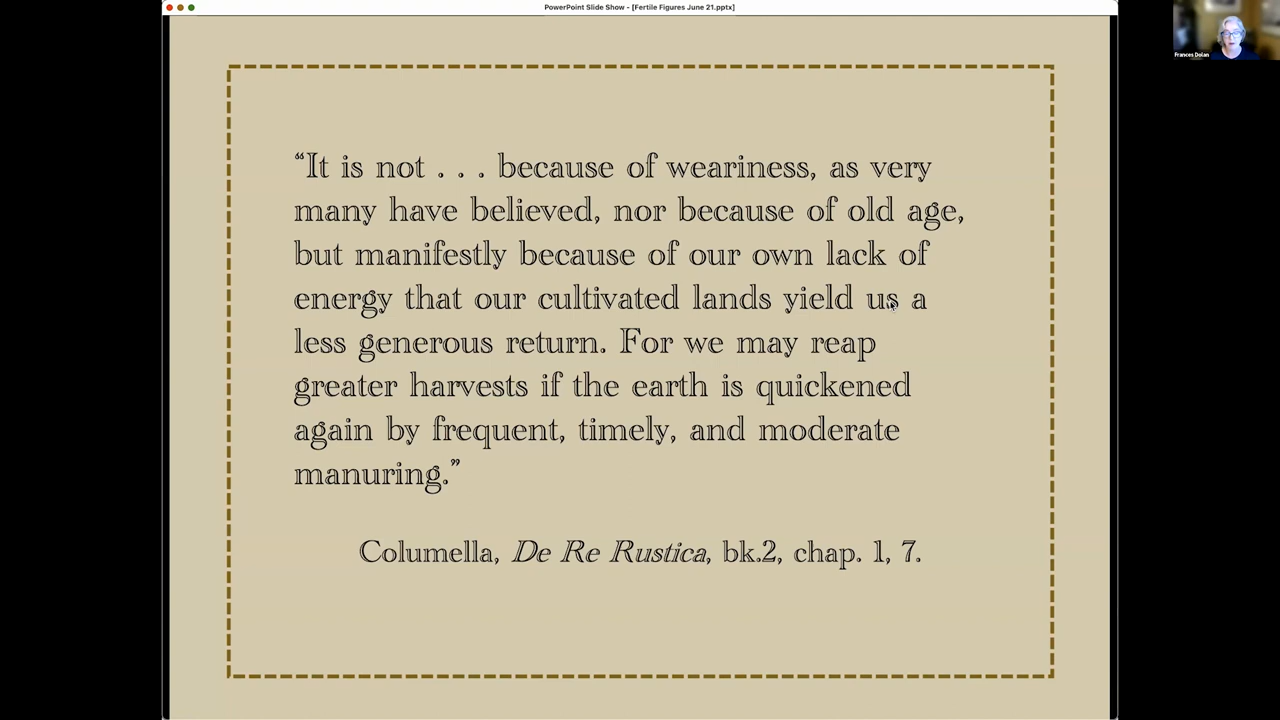 PowerPoint Slide Show - [Fertile Figures June 21.pptx]
Frances Dolan
“It is not . . . because of weariness, as very
many have believed, nor because of old age,
but manifestly because of our own lack of
energy that our cultivated lands yield us a
less generous return. For we may reap
greater harvests if the earth is quickened
again by frequent, timely, and moderate
manuring.”
Columella, De Re Rustica, bk.2, chap. 1, 7.